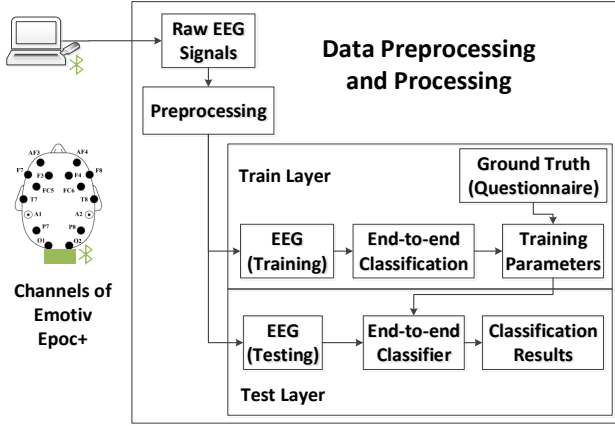 Raw EEG
Signals
Data Preprocessing
and Processing
Preprocessing
AF3 AF4
F7 F3 F4 F8
FC5 FC6
T7 T8
A1 A2
P7 P8
O1 O2
Channels of
Emotiv
Epoc+
Train Layer
Ground Truth
(Questionnaire)
EEG
(Training)
End-to-end
Classification
Training
Parameters
EEG
(Testing)
End-to-end
Classifier
Classification
Results
Test Layer